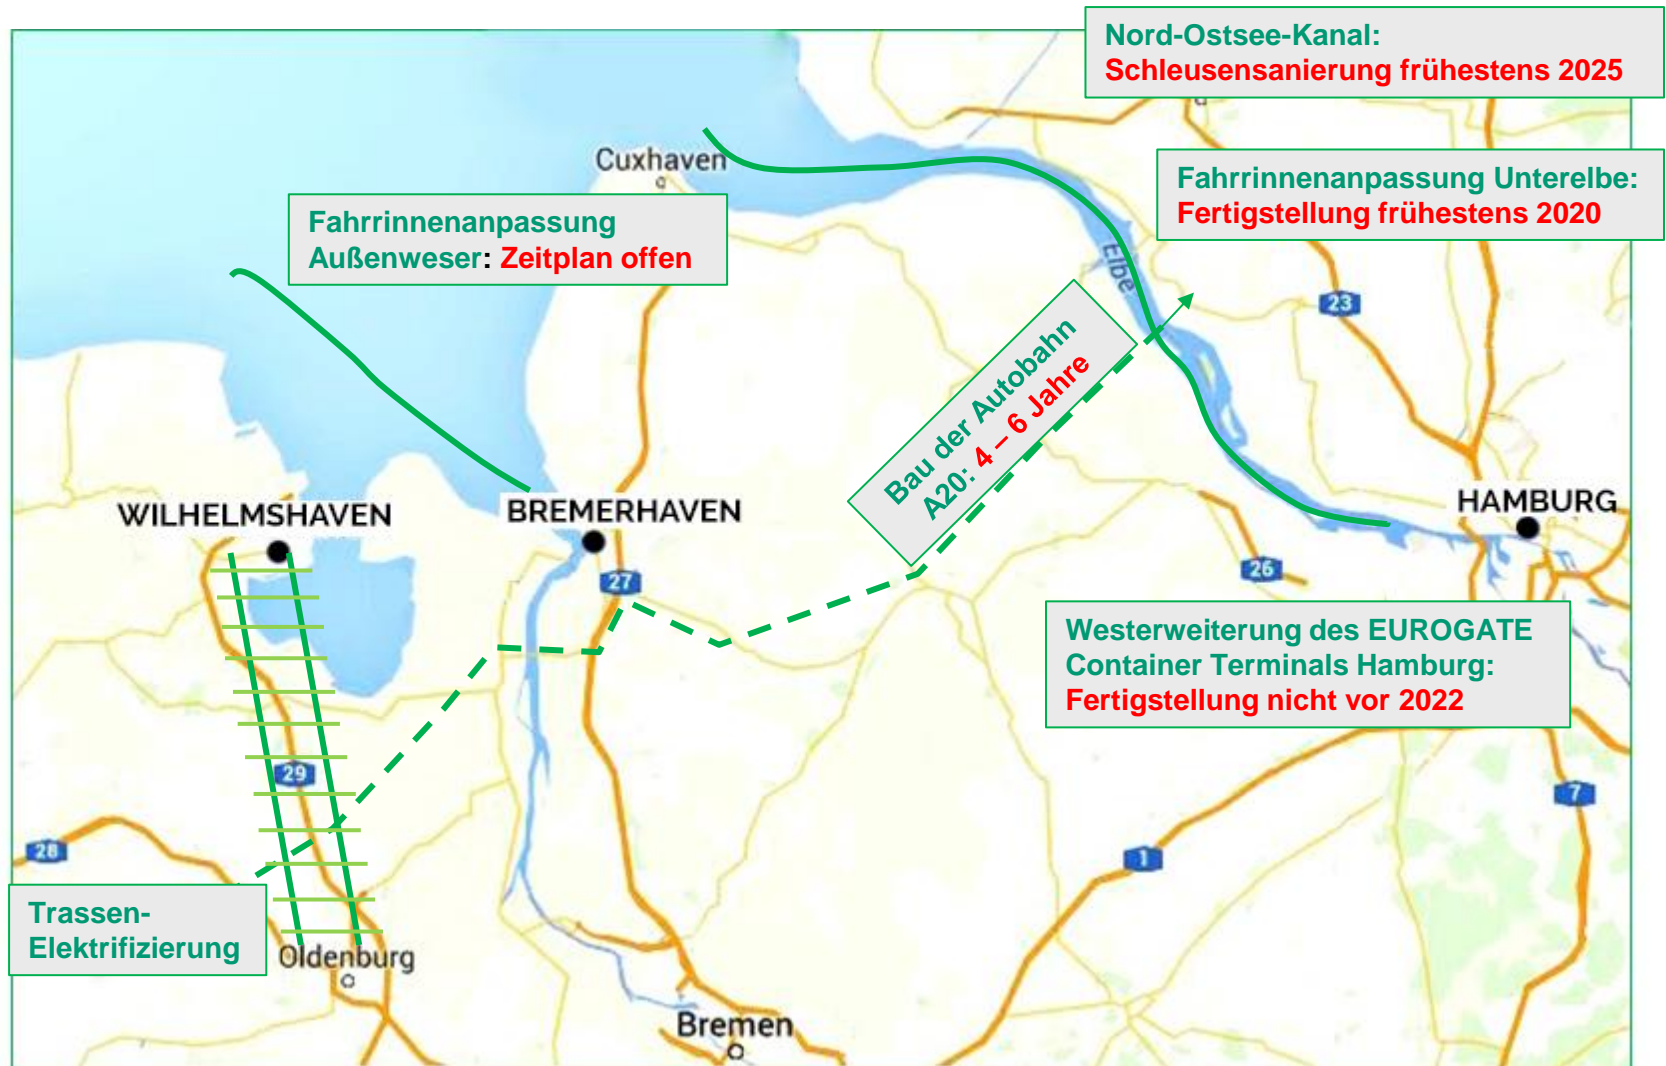 Nord-Ostsee-Kanal:
Schleusensanierung frühestens 2025
Cuxhaven
Fahrrinnenanpassung Unterelbe:
Fertigstellung frühestens 2020
Fahrrinnenanpassung
Außenweser: Zeitplan offen
Elbe
23
Bau der Autobahn
A20: 4 – 6 Jahre
WILHELMSHAVEN
BREMERHAVEN
HAMBURG
27
26
Westerweiterung des EUROGATE
Container Terminals Hamburg:
Fertigstellung nicht vor 2022
29
7
28
1
Trassen-
Elektrifizierung
Oldenburg
Bremen